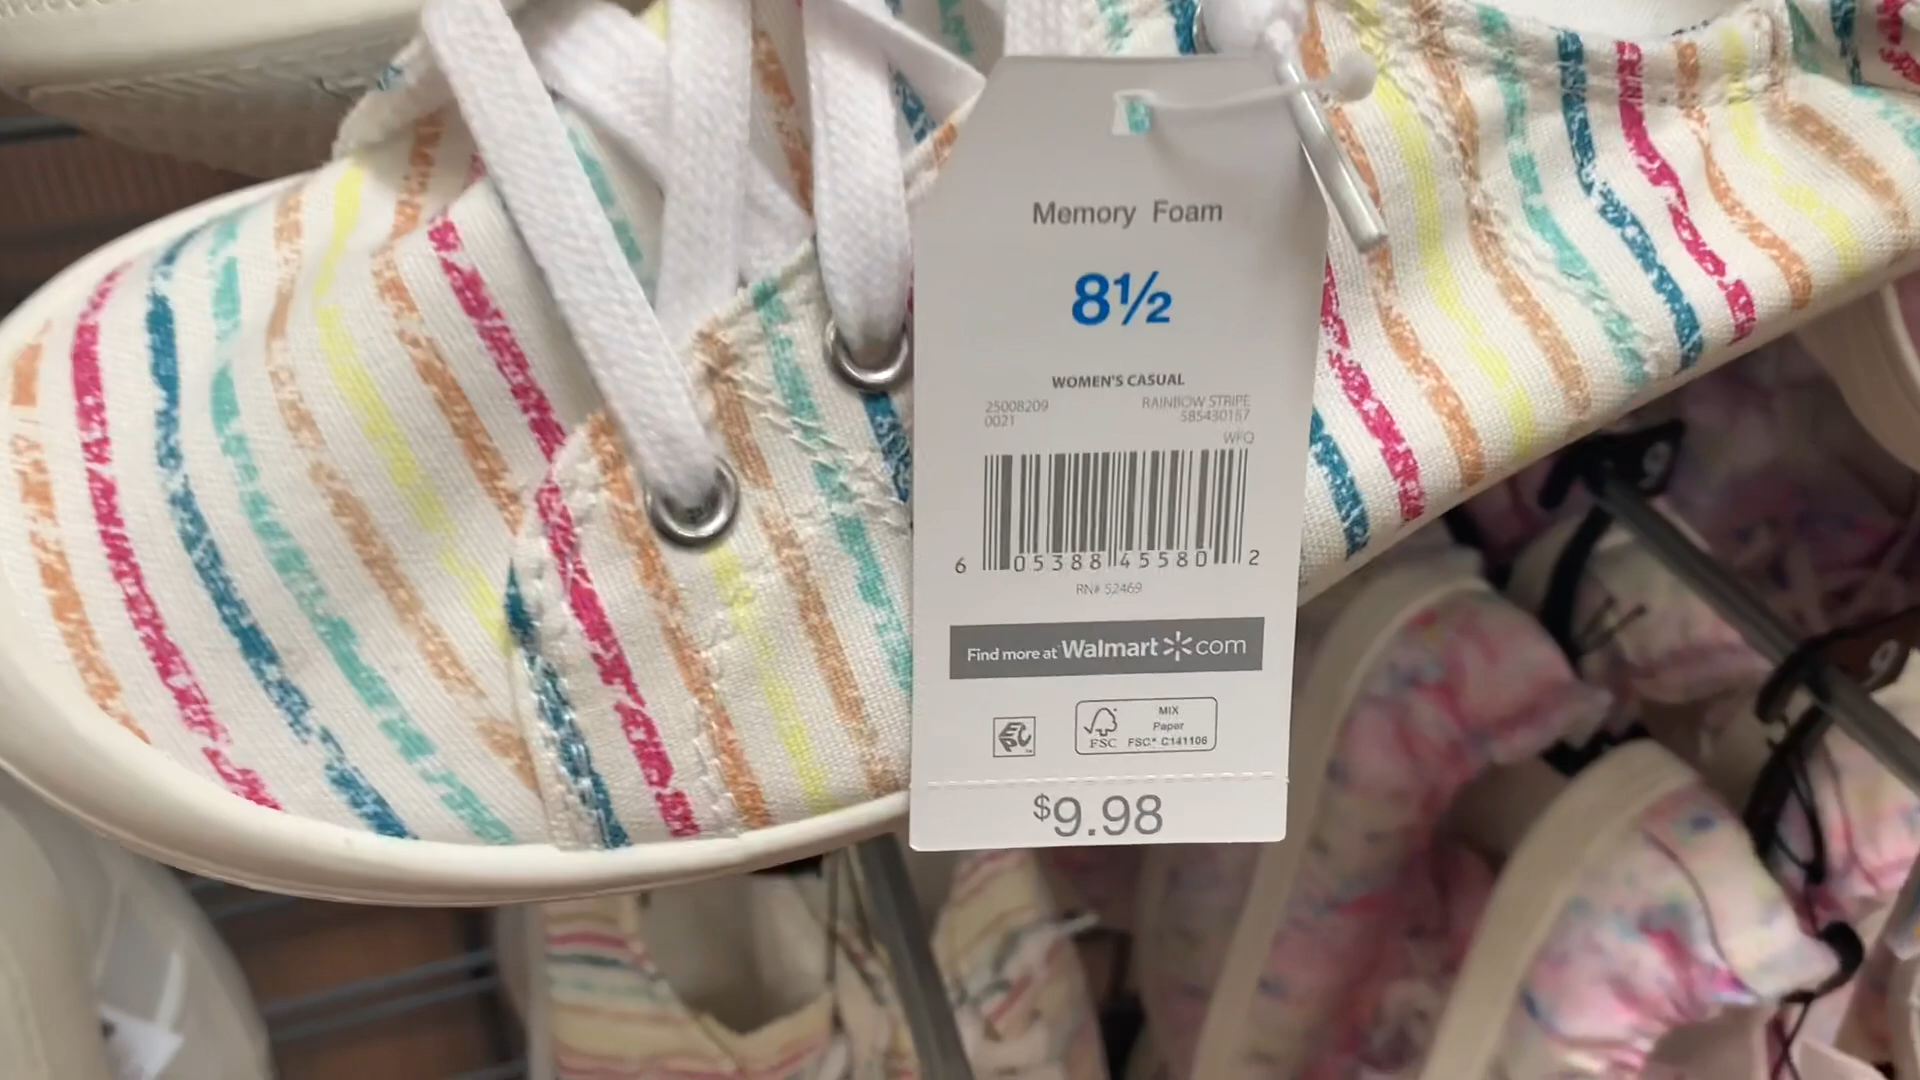 Memory Foam
8½
WOMEN'S CASUAL
25008209 RAINBOW STRIPE
0021 SB5430157
WFQ
6 05388 45580 2
RN# 52469
Find more at Walmart com
MIX
Paper
FSC FSC® C141106
$9.98